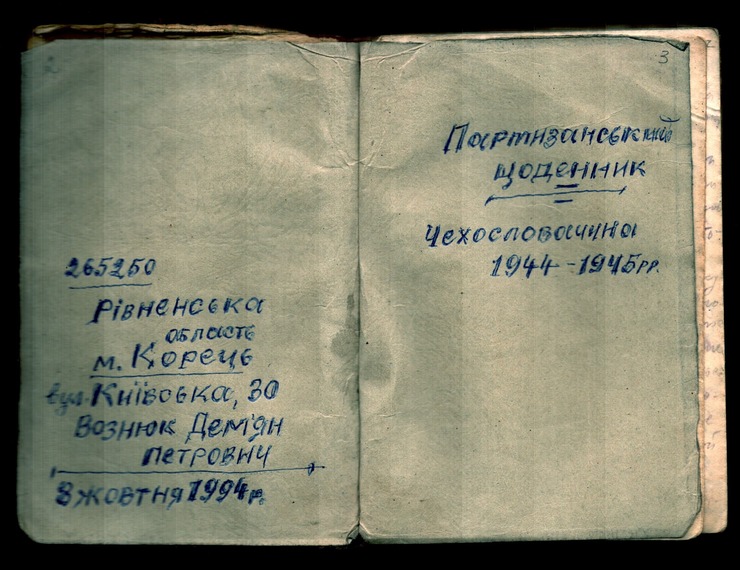 2
265250
Рівненська
область
м. Корець
вул. Київська, 30
Вознюк Дем'ян
Петрович
8 жовтня 1994 р.
3
Партизанський
щоденник
Чехословаччина
1944-1945 рр.